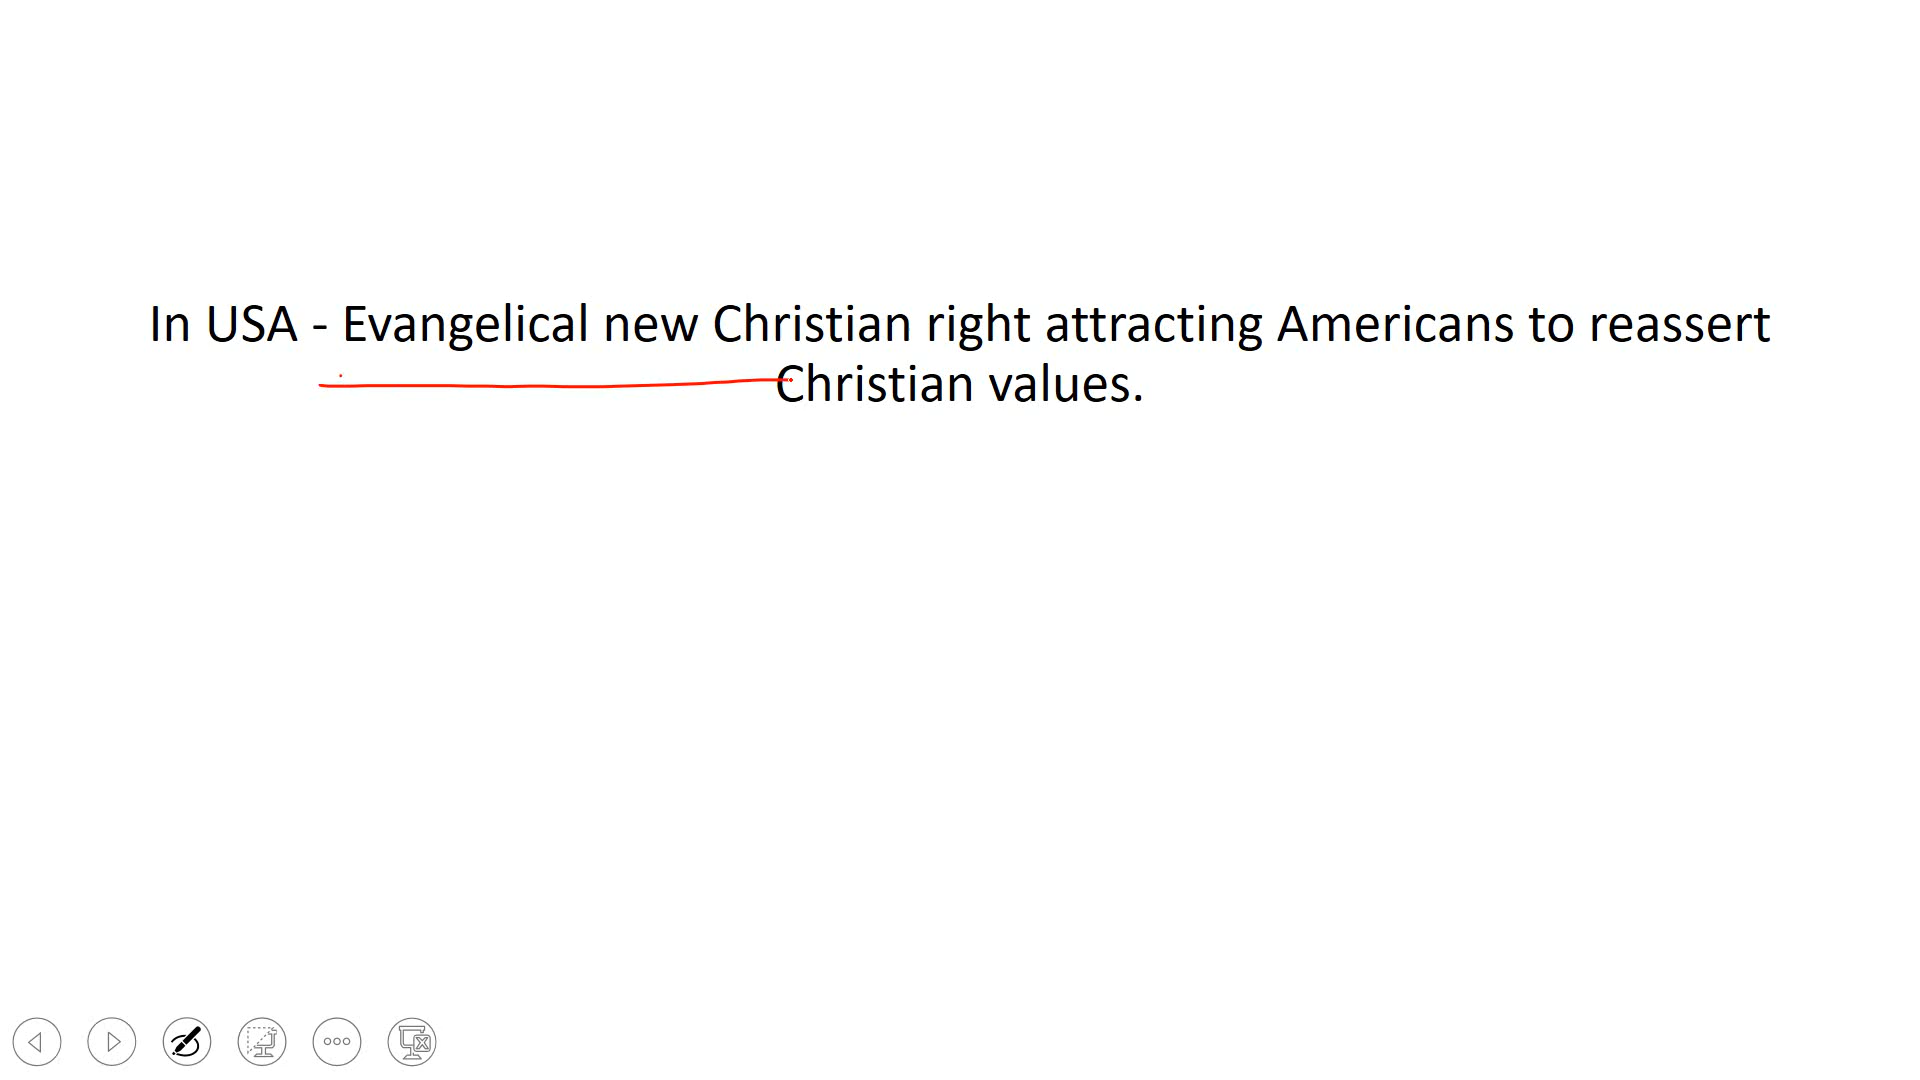 In USA - Evangelical new Christian right attracting Americans to reassert
Christian values.